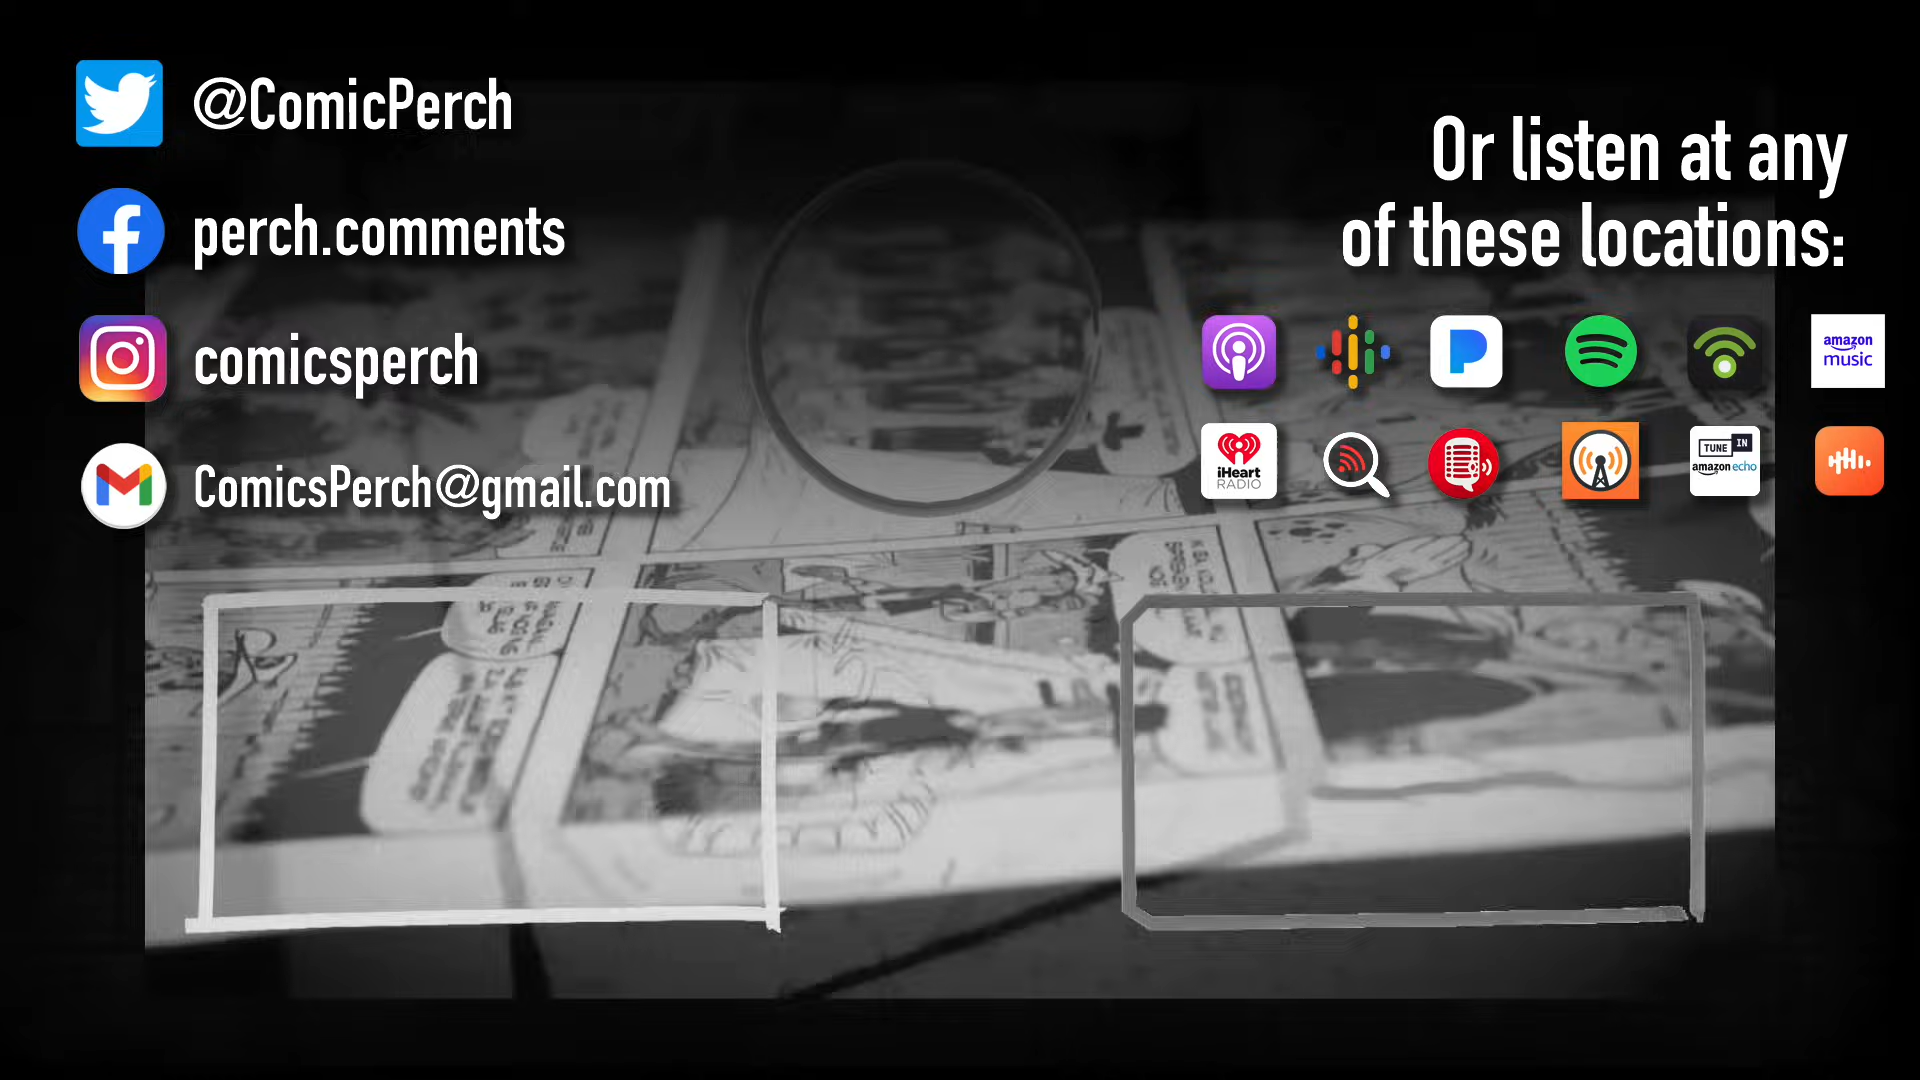 @ComicPerch
perch.comments
comicsperch
ComicsPerch@gmail.com
Or listen at any
of these locations:
amazon
music
iHeart
RADIO
TUNE IN
amazon echo